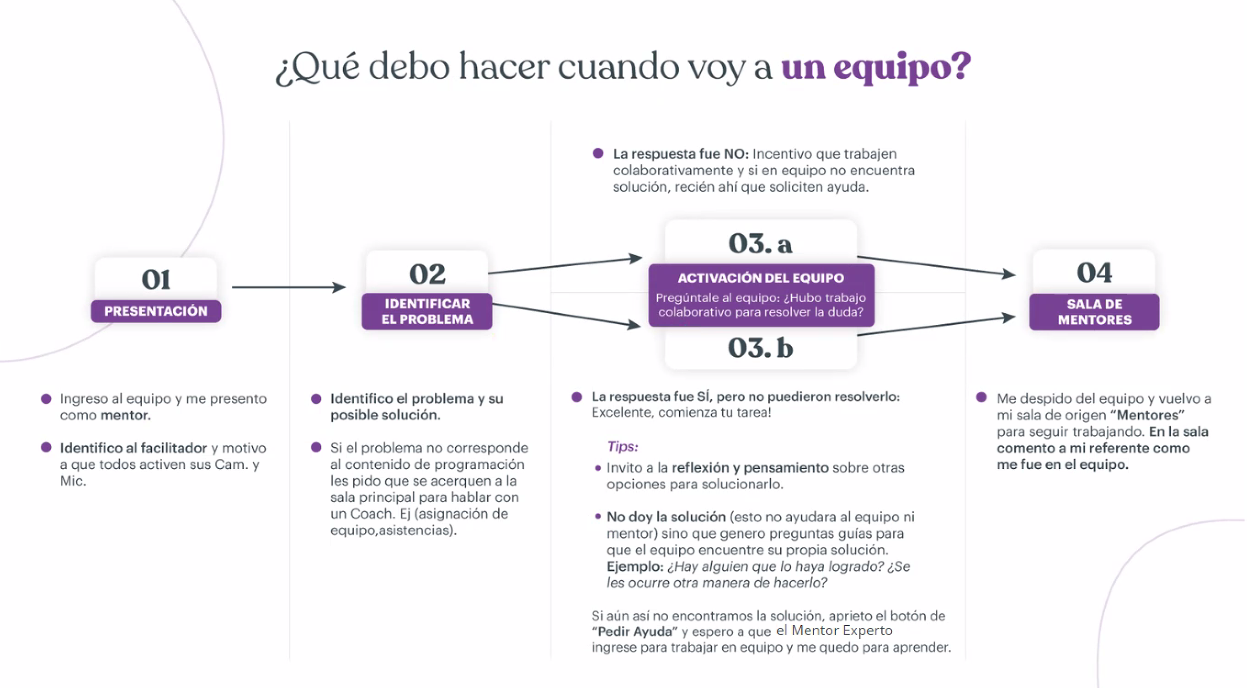 ¿Qué debo hacer cuando voy a un equipo?
01
PRESENTACIÓN
Ingreso al equipo y me presento
como mentor.
Identifico al facilitador y motivo
a que todos activen sus Cam. y
Mic.
02
IDENTIFICAR
EL PROBLEMA
Identifico el problema y su
posible solución.
Si el problema no corresponde
al contenido de programación
les pido que se acerquen a la
sala principal para hablar con
un Coach. Ej (asignación de
equipo,asistencias).
La respuesta fue NO: Incentivo que trabajen
colaborativamente y si en equipo no encuentra
solución, recién ahí que soliciten ayuda.
03. a
ACTIVACIÓN DEL EQUIPO
Pregúntale al equipo: ¿Hubo trabajo
colaborativo para resolver la duda?
03. b
La respuesta fue SÍ, pero no pudieron resolverlo:
Excelente, comienza tu tarea!
Tips:
Invito a la reflexión y pensamiento sobre otras
opciones para solucionarlo.
No doy la solución (esto no ayudara al equipo ni
mentor) sino que genero preguntas guías para
que el equipo encuentre su propia solución.
Ejemplo: ¿Hay alguien que lo haya logrado? ¿Se
les ocurre otra manera de hacerlo?
Si aún así no encontramos la solución, aprieto el botón de
“Pedir Ayuda” y espero a que el Mentor Experto
ingrese para trabajar en equipo y me quedo para aprender.
04
SALA DE
MENTORES
Me despido del equipo y vuelvo a
mi sala de origen “Mentores”
para seguir trabajando. En la sala
comento a mi referente como
me fue en el equipo.